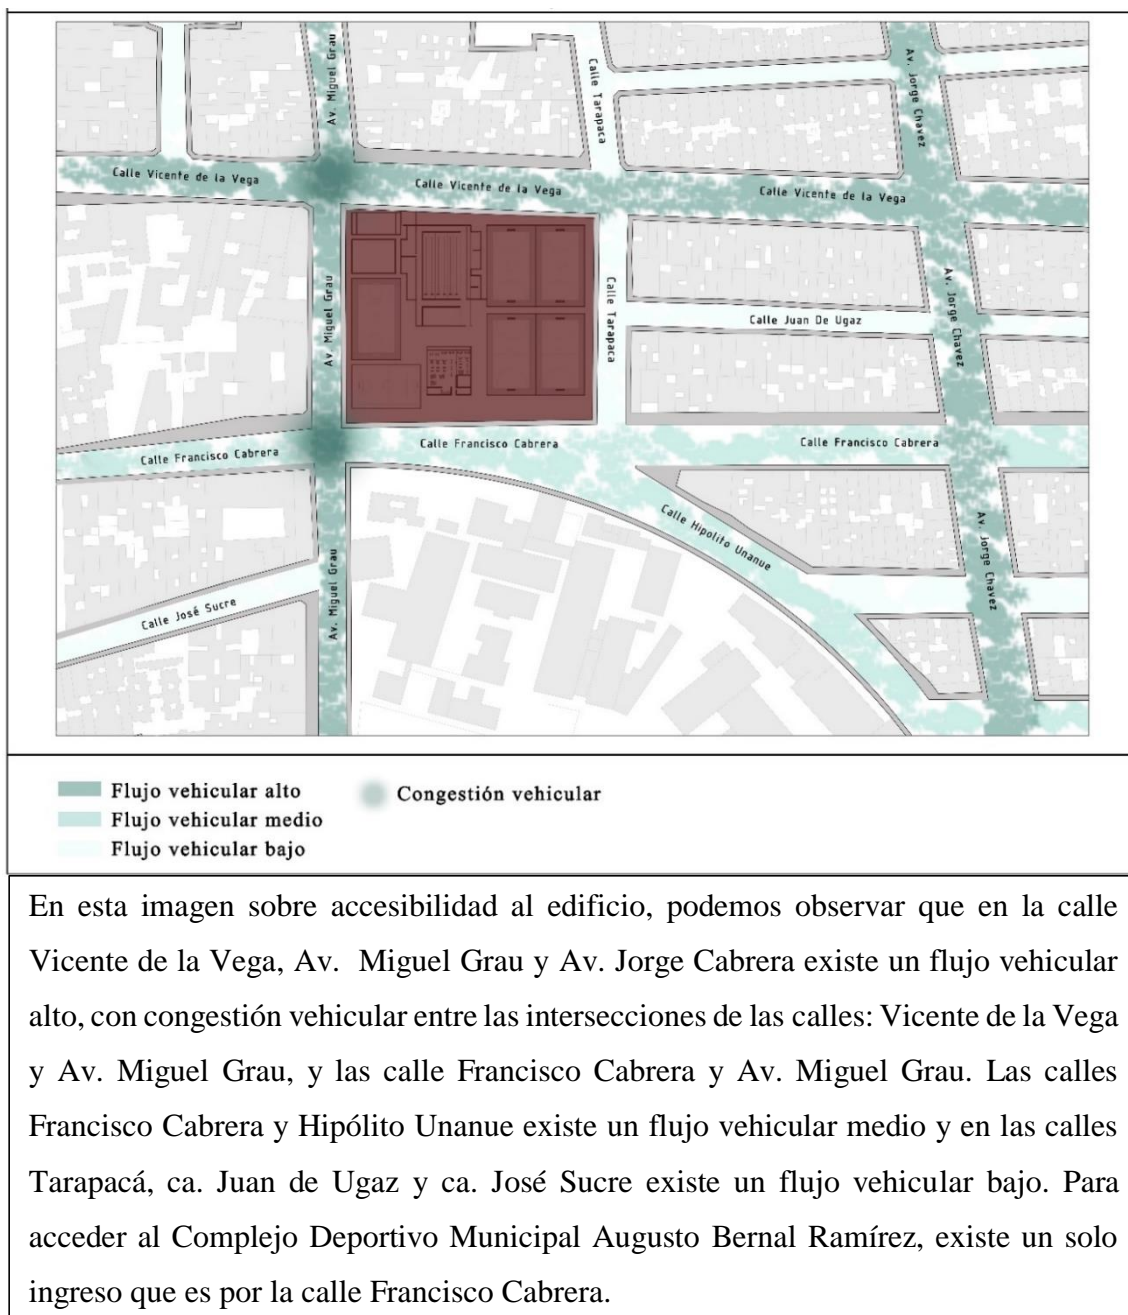 Av. Miguel Grau
Calle Tarapaca
Av. Jorge Chavez
Calle Vicente de la Vega
Calle Vicente de la Vega
Calle Vicente de la Vega
Av. Miguel Grau
Calle Tarapaca
Calle Juan De Ugaz
Av. Jorge Chavez
Calle Francisco Cabrera
Calle Francisco Cabrera
Calle Francisco Cabrera
Calle Hipolito Unanue
Av. Jorge Chavez
Av. Miguel Grau
Calle José Sucre
Flujo vehicular alto
Congestión vehicular
Flujo vehicular medio
Flujo vehicular bajo
En esta imagen sobre accesibilidad al edificio, podemos observar que en la calle
Vicente de la Vega, Av. Miguel Grau y Av. Jorge Cabrera existe un flujo vehicular
alto, con congestión vehicular entre las intersecciones de las calles: Vicente de la Vega
y Av. Miguel Grau, y las calle Francisco Cabrera y Av. Miguel Grau. Las calles
Francisco Cabrera y Hipólito Unanue existe un flujo vehicular medio y en las calles
Tarapacá, ca. Juan de Ugaz y ca. José Sucre existe un flujo vehicular bajo. Para
acceder al Complejo Deportivo Municipal Augusto Bernal Ramírez, existe un solo
ingreso que es por la calle Francisco Cabrera.